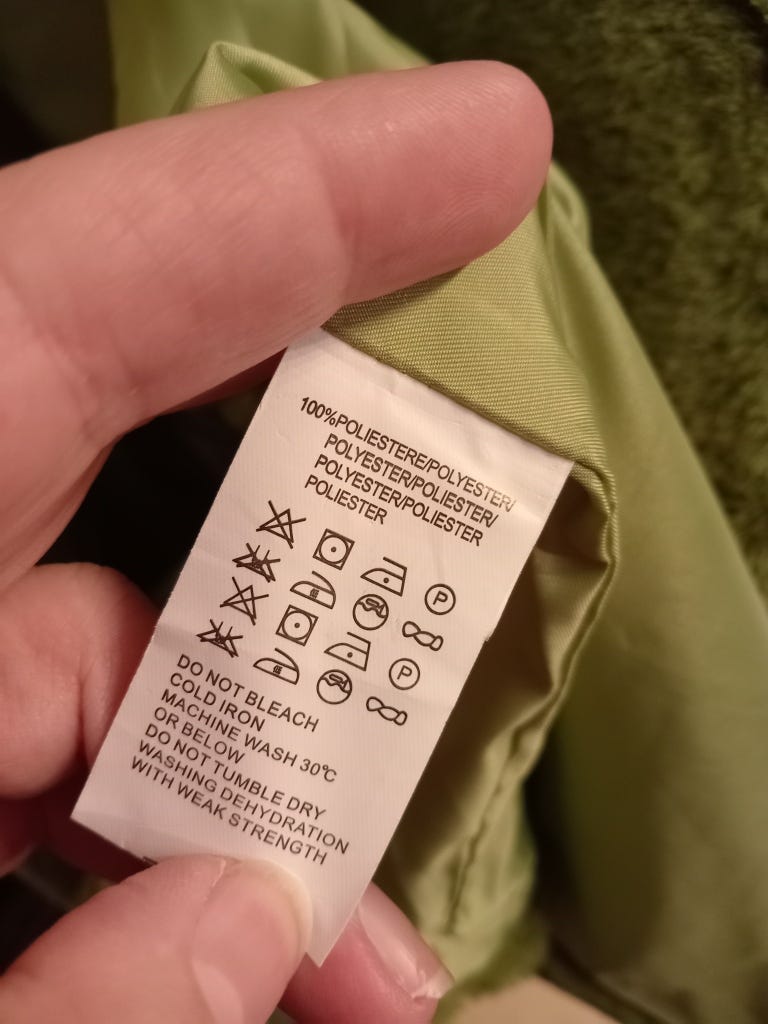 100%POLIESTERE/POLYESTER/
POLYESTER/POLIESTER/
POLYESTER/POLIESTER
POLIESTER
P
P
DO NOT BLEACH
COLD IRON
MACHINE WASH 30℃
OR BELOW
DO NOT TUMBLE DRY
WASHING DEHYDRATION
WITH WEAK STRENGTH